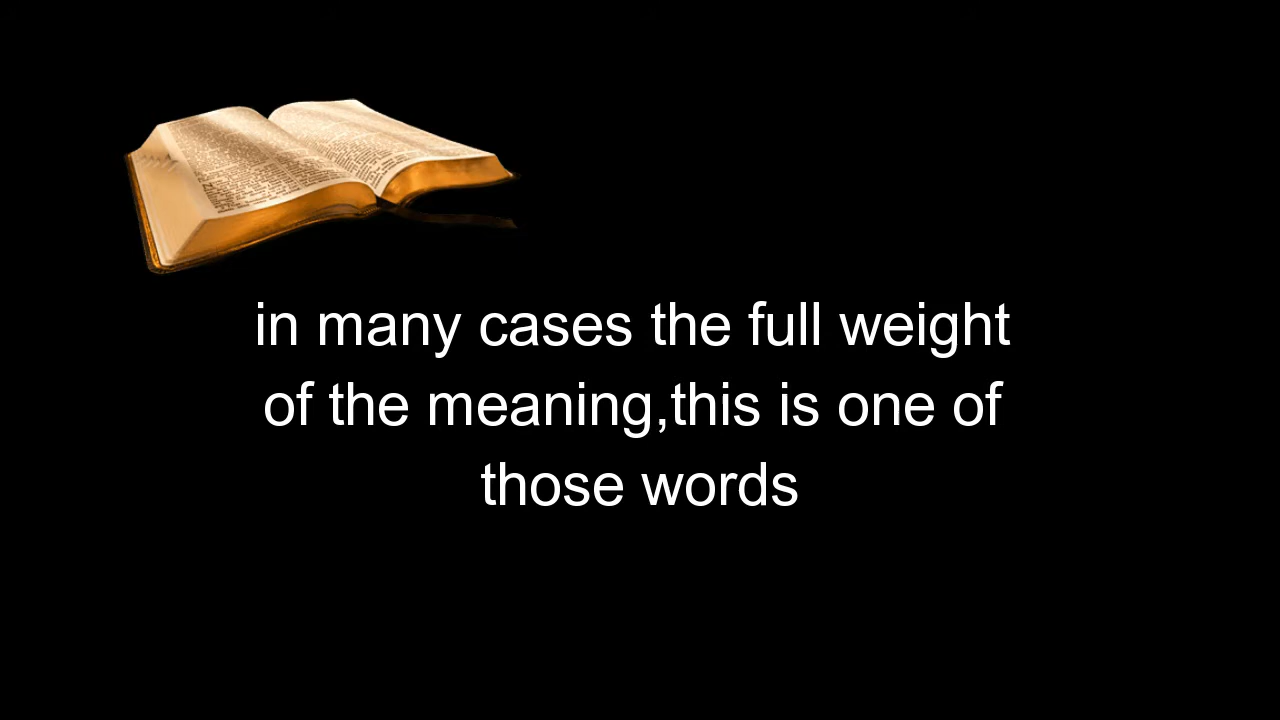 in many cases the full weight
of the meaning,this is one of
those words